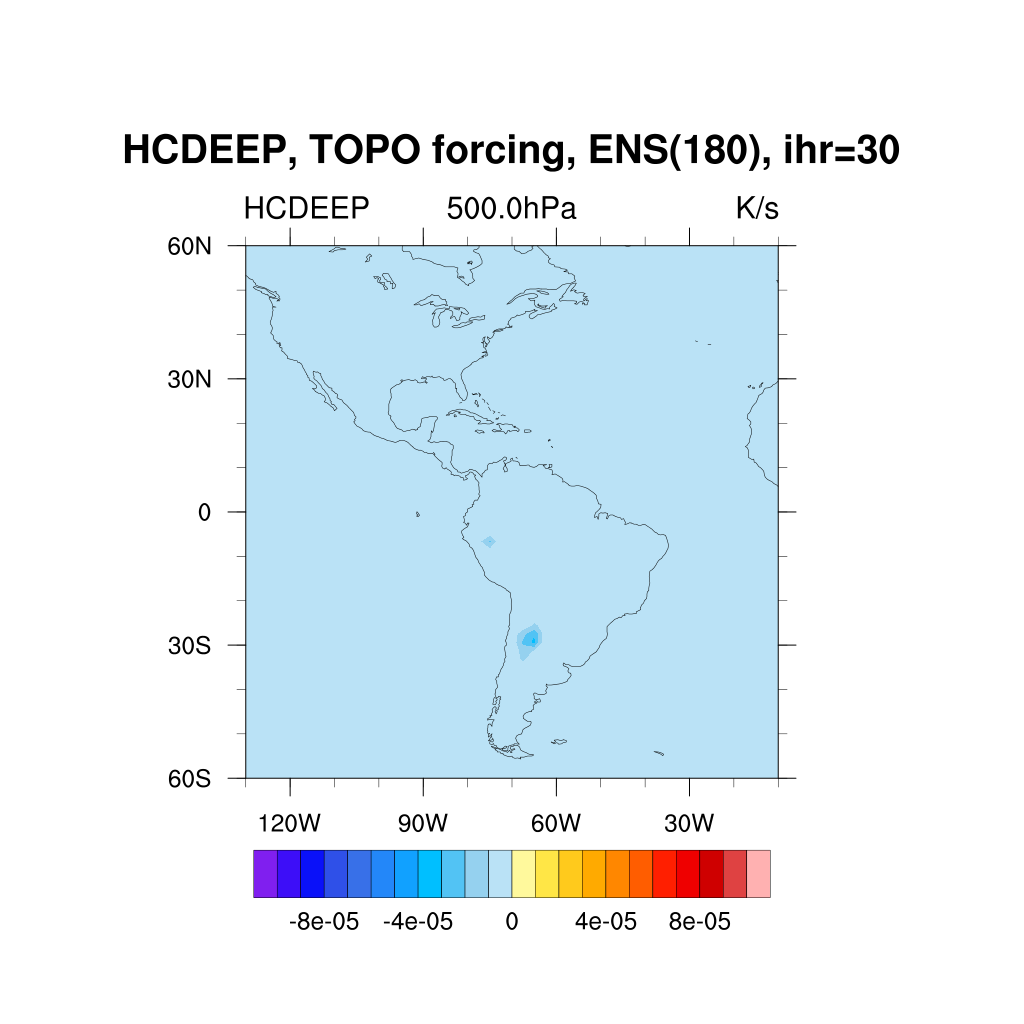 HCDEEP, TOPO forcing, ENS(180), ihr=30
HCDEEP 500.0hPa K/s
60N
30N
0
30S
60S
120W 90W 60W 30W
-8e-05 -4e-05 0 4e-05 8e-05